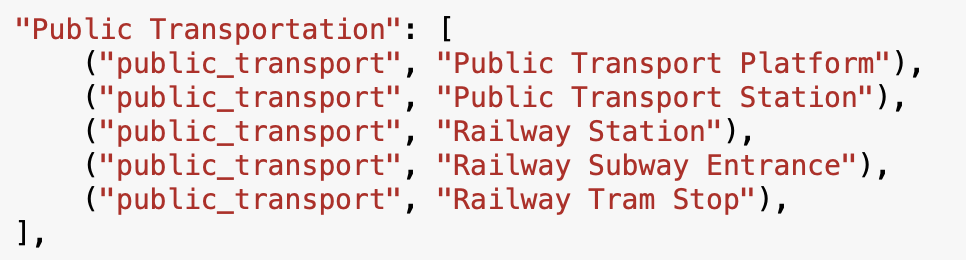 "Public Transportation": [
    ("public_transport", "Public Transport Platform"),
    ("public_transport", "Public Transport Station"),
    ("public_transport", "Railway Station"),
    ("public_transport", "Railway Subway Entrance"),
    ("public_transport", "Railway Tram Stop"),
],